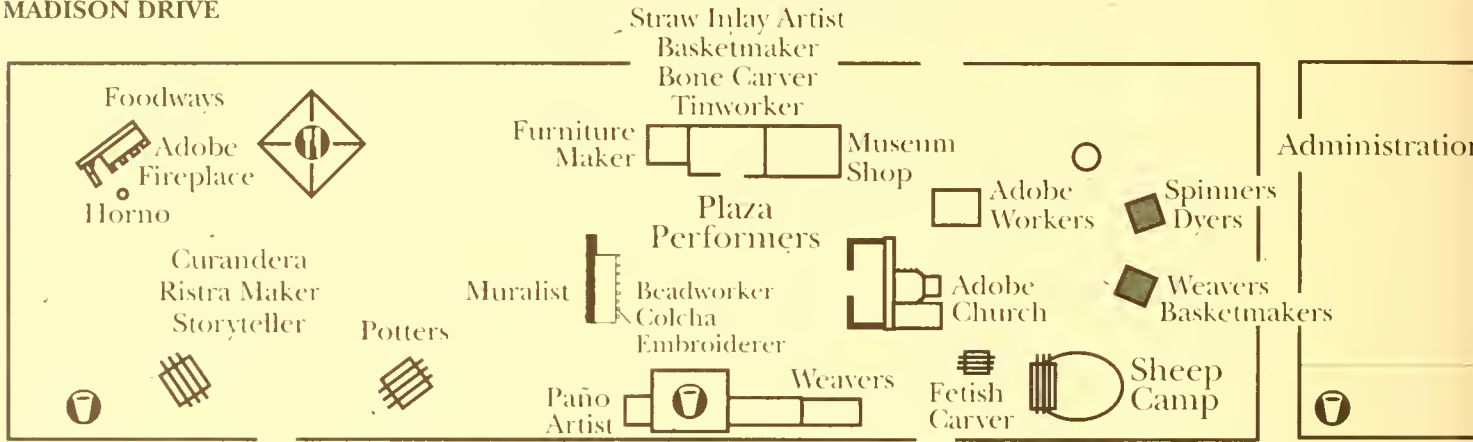 MADISON DRIVE
Straw Inlay Artist
Basketmaker
Bone Carver
Tinworker
Foodways
Adobe
Fireplace
Horno
Furniture
Maker
Museum
Shop
Plaza
Performers
Adobe
Workers
Spinners
Dyers
Administration
Curandera
Ristra Maker
Storyteller
Potters
Muralist
Beadworker
Colcha
Embroiderer
Adobe
Church
Weavers
Basketmakers
Paño
Artist
Weavers
Fetish
Carver
Sheep
Camp